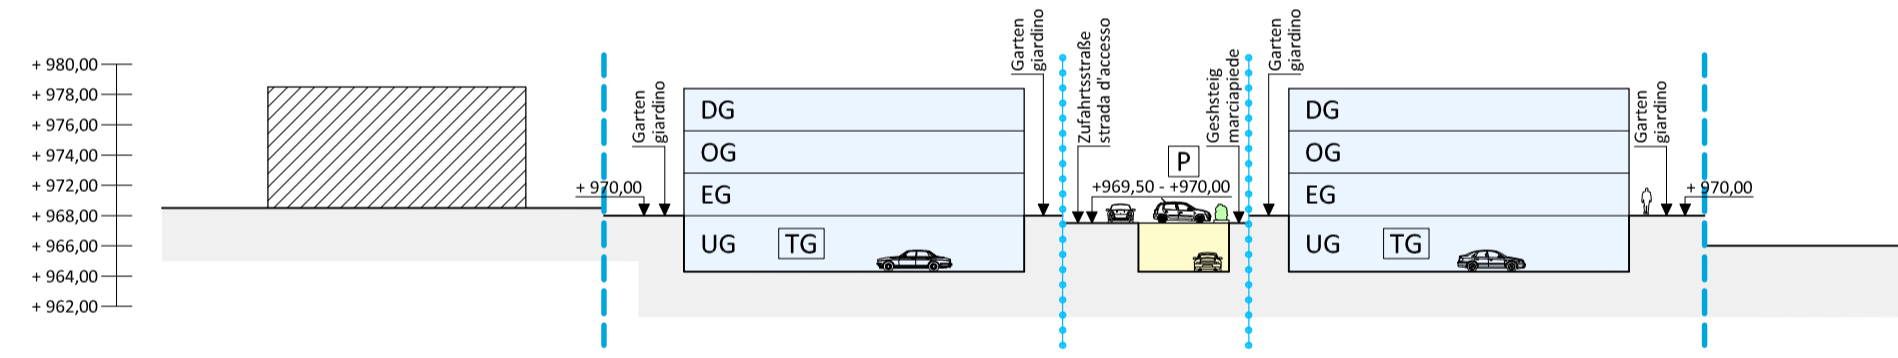 + 980,00
+ 978,00
+ 976,00
+ 974,00
+ 972,00
+ 970,00
+ 968,00
+ 966,00
+ 964,00
+ 962,00
+ 970,00
Garten
giardino
DG
OG
EG
UG TG
Garten
giardino
Zufahrtsstraße
strada d'accesso
P
+969,50 - +970,00
Geshsteig
marciapiede
Garten
giardino
DG
OG
EG
UG TG
Garten
giardino
+ 970,00